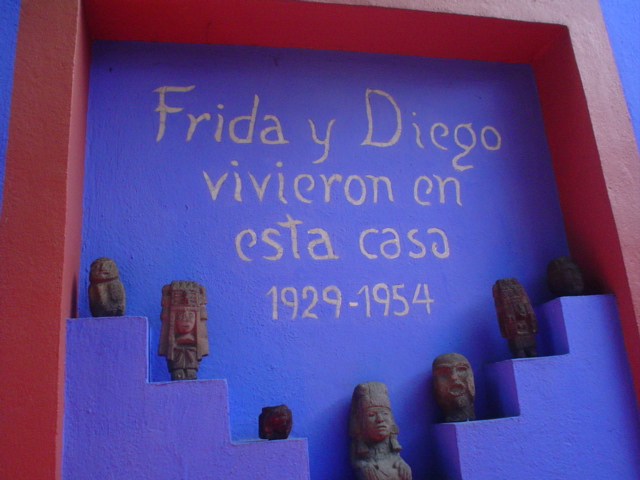 Frida y Diego
vivieron en
esta casa
1929-1954